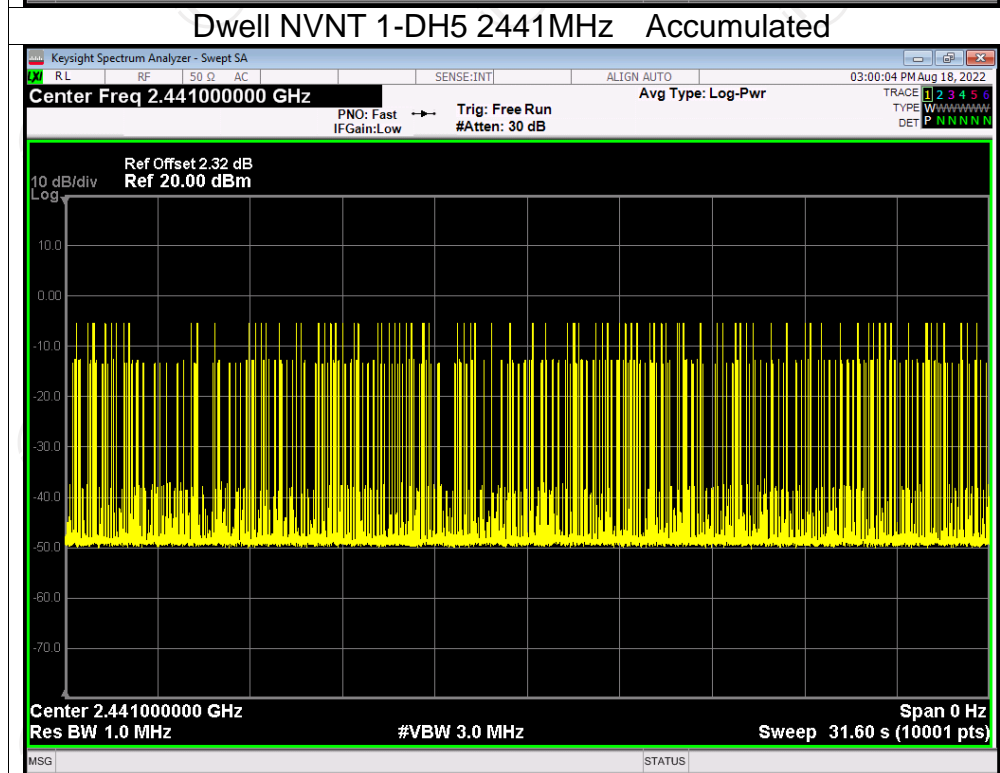 Dwell NVNT 1-DH5 2441MHz Accumulated
Keysight Spectrum Analyzer - Swept SA
LXI RL RF 50 Ω AC SENSE:INT ALIGN AUTO 03:00:04 PM Aug 18, 2022
Center Freq 2.441000000 GHz Avg Type: Log-Pwr TRACE 1 2 3 4 5 6
PNO: Fast Trig: Free Run TYPE WWWWWW
IFGain:Low #Atten: 30 dB DET P N N N N N
Ref Offset 2.32 dB
10 dB/div Ref 20.00 dBm
Log
10.0
0.00
-10.0
-20.0
-30.0
-40.0
-50.0
-60.0
-70.0
Center 2.441000000 GHz Span 0 Hz
Res BW 1.0 MHz #VBW 3.0 MHz Sweep 31.60 s (10001 pts)
MSG STATUS